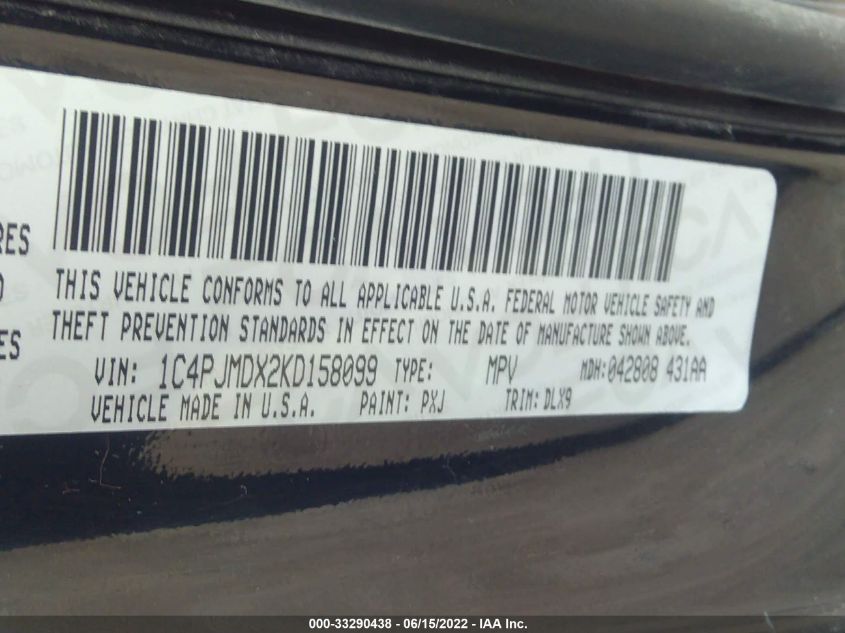 RES
ES
THIS VEHICLE CONFORMS TO ALL APPLICABLE U.S.A. FEDERAL MOTOR VEHICLE SAFETY AND
THEFT PREVENTION STANDARDS IN EFFECT ON THE DATE OF MANUFACTURE SHOWN ABOVE.
VIN: 1C4PJMDX2KD158099 TYPE: MPV MDH: 042808 431AA
VEHICLE MADE IN U.S.A. PAINT: PXJ TRIM: DLX9
000-33290438 - 06/15/2022 - IAA Inc.